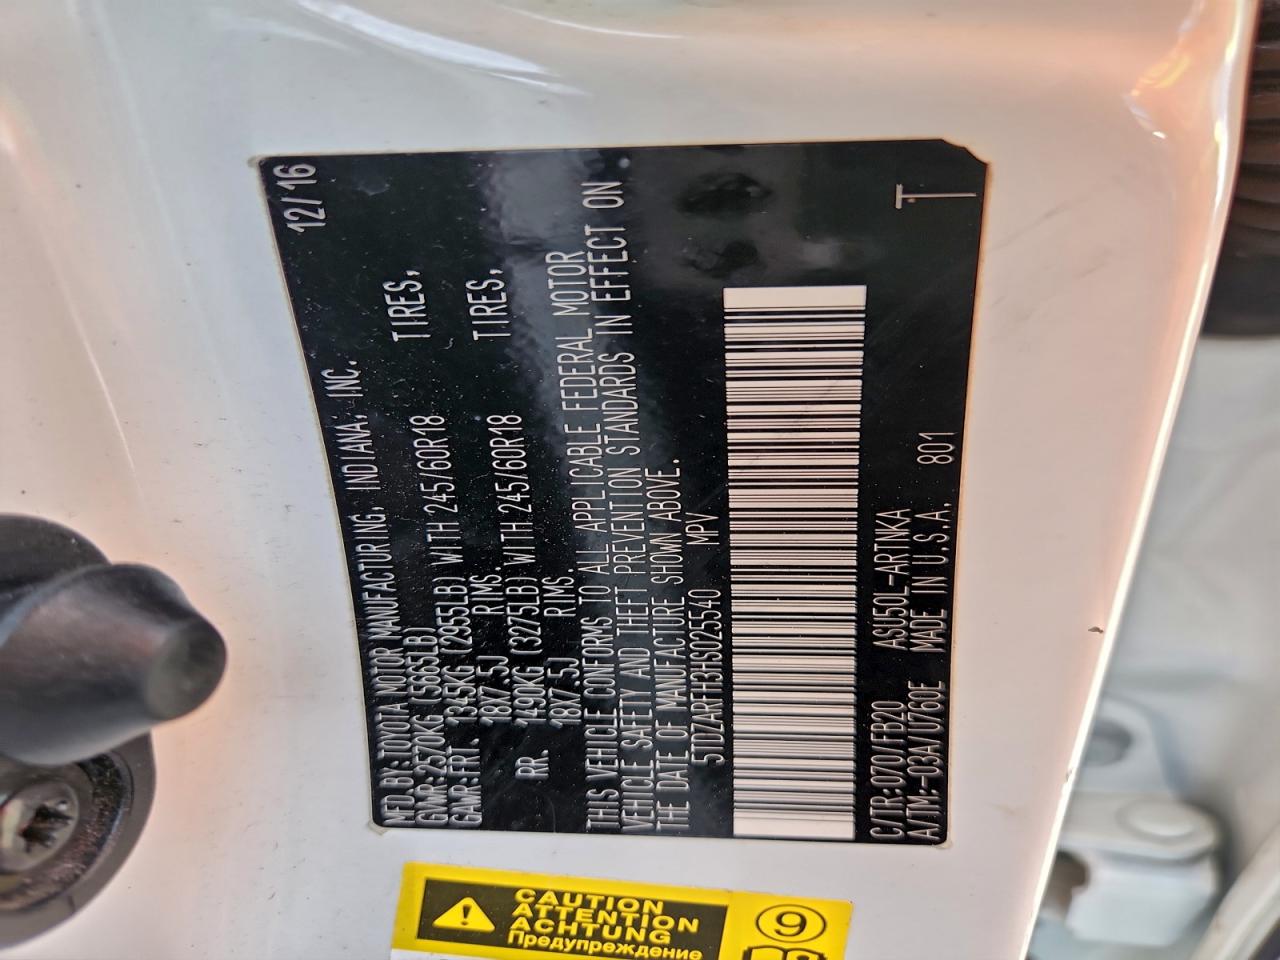 12/16
MFD.BY:TOYOTA MOTOR MANUFACTURING, INDIANA, INC.
GVWR:2570KG (5665LB)
GAWR:FRT. 1345KG (2955LB) WITH 245/60R18 TIRES,
18X7.5J RIMS.
RR. 1490KG (3275LB) WITH 245/60R18 TIRES,
18X7.5J RIMS.
THIS VEHICLE CONFORMS TO ALL APPLICABLE FEDERAL MOTOR
VEHICLE SAFETY AND THEFT PREVENTION STANDARDS IN EFFECT ON
THE DATE OF MANUFACTURE SHOWN ABOVE.
5TDZARFH3HS025540 MPV
C/TR:070/FB20 ASU50L-ARTNKA
A/TM:-03A/U760E MADE IN U.S.A. 801
T
CAUTION
ATTENTION
ACHTUNG
Предупреждение
9